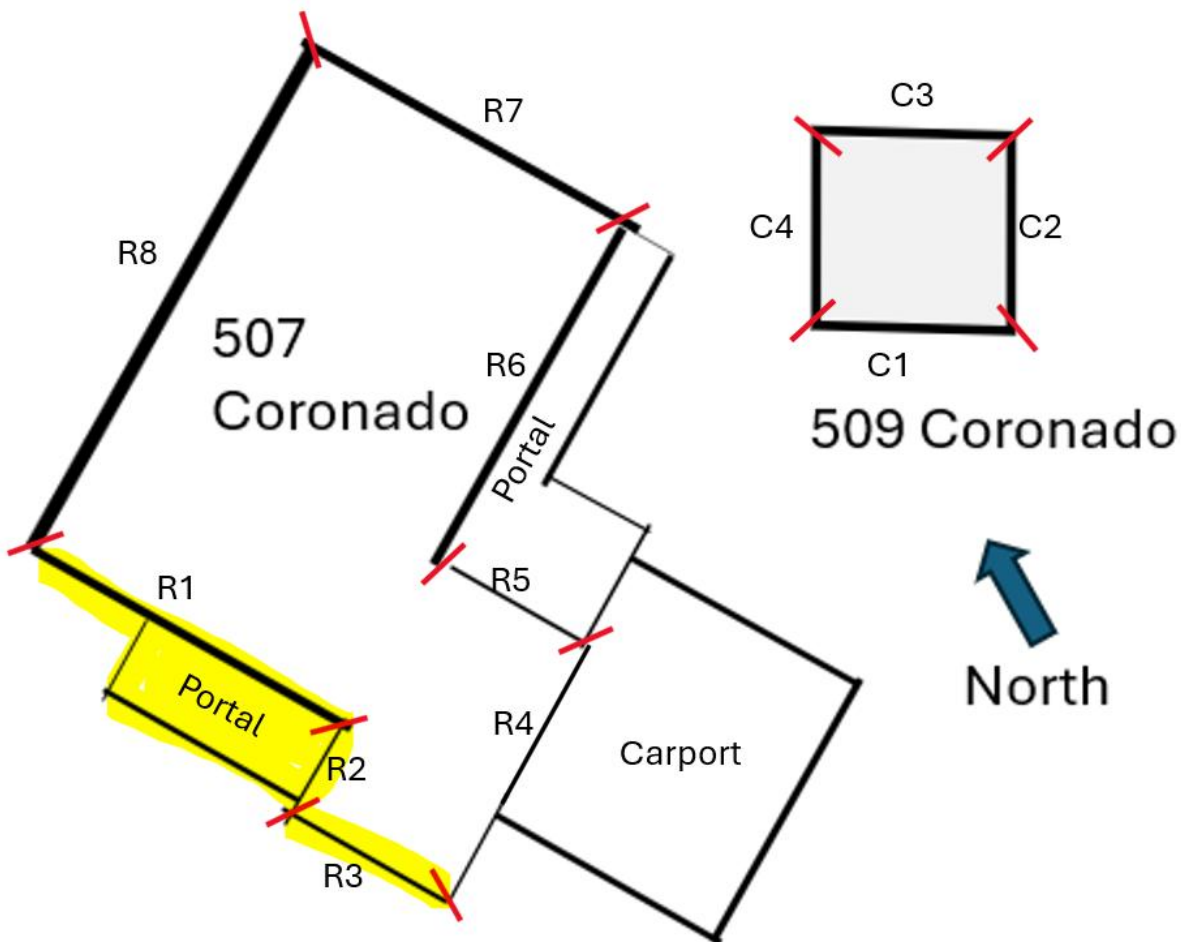 C3
R7
C4
C2
R8
507
Coronado
C1
R6
509 Coronado
Portal
R5
R1
North
Portal
R4
Carport
R2
R3